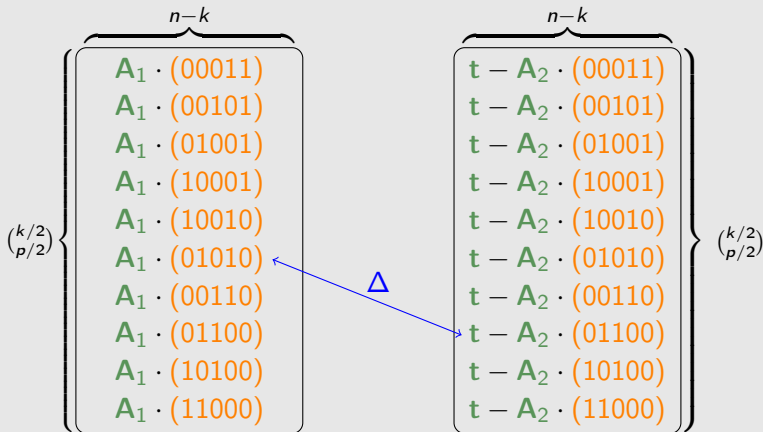 n−k n−k
A₁ · (00011) t − A₂ · (00011)
A₁ · (00101) t − A₂ · (00101)
A₁ · (01001) t − A₂ · (01001)
A₁ · (10001) t − A₂ · (10001)
A₁ · (10010) t − A₂ · (10010)
(k/2 p/2) A₁ · (01010) t − A₂ · (01010) (k/2 p/2)
Δ
A₁ · (00110) t − A₂ · (00110)
A₁ · (01100) t − A₂ · (01100)
A₁ · (10100) t − A₂ · (10100)
A₁ · (11000) t − A₂ · (11000)